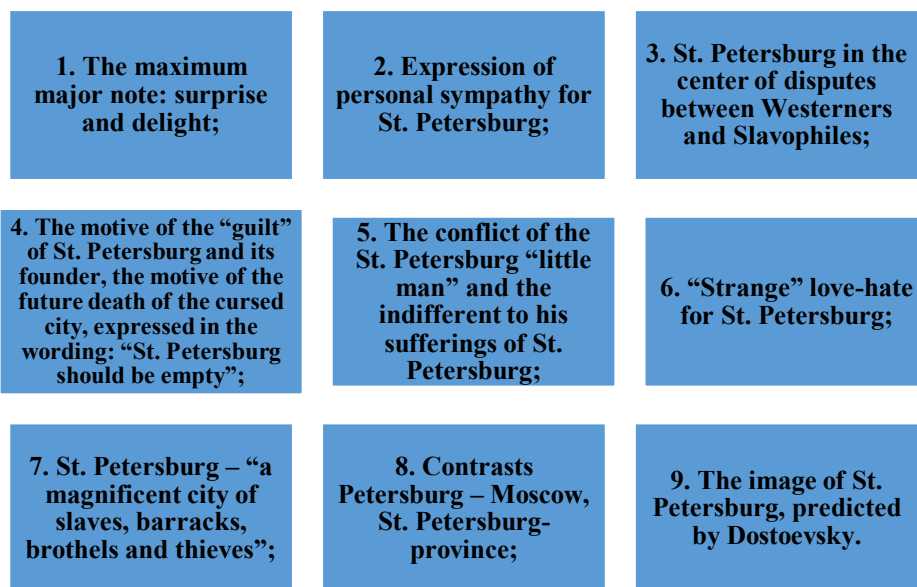 1. The maximum
major note: surprise
and delight;
2. Expression of
personal sympathy for
St. Petersburg;
3. St. Petersburg in the
center of disputes
between Westerners
and Slavophiles;
4. The motive of the “guilt”
of St. Petersburg and its
founder, the motive of the
future death of the cursed
city, expressed in the
wording: “St. Petersburg
should be empty”;
5. The conflict of the
St. Petersburg “little
man” and the
indifferent to his
sufferings of St.
Petersburg;
6. “Strange” love-hate
for St. Petersburg;
7. St. Petersburg – “a
magnificent city of
slaves, barracks,
brothels and thieves”;
8. Contrasts
Petersburg – Moscow,
St. Petersburg-
province;
9. The image of St.
Petersburg, predicted
by Dostoevsky.